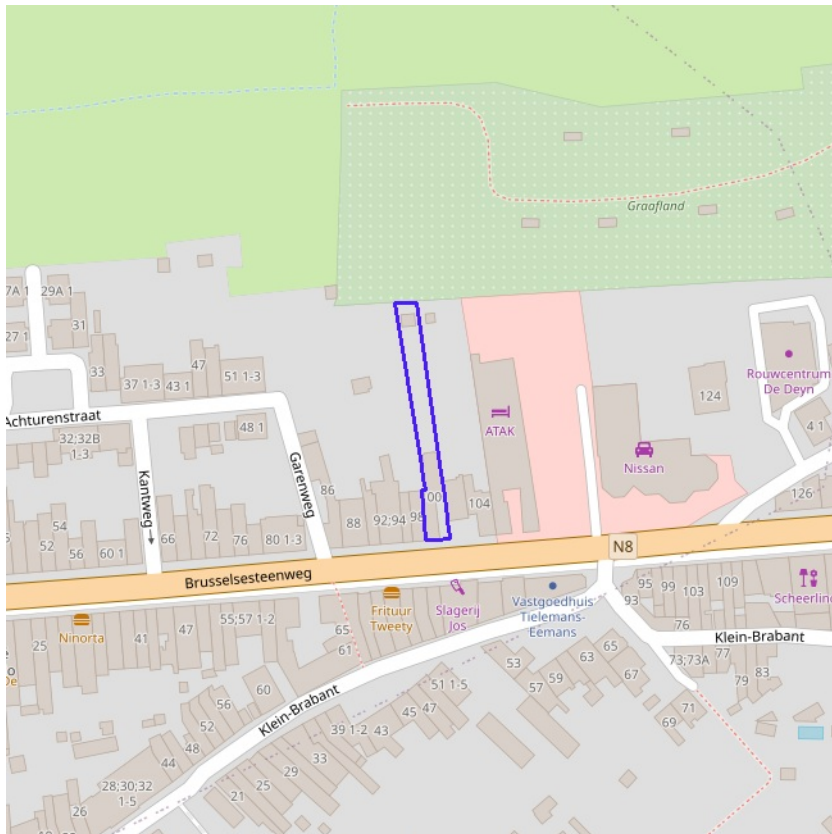 Graafland
7A 1
29A 1
27 1
31
33
37 1-3
43 1
47
51 1-3
Rouwcentrum
De Deyn
124
4 1
ATAK
Nissan
Achturenstraat
32;32B
1-3
48 1
Kantweg
Garenweg
86
88
92;94
98
00
104
126
54
52
56
60 1
66
72
76
80 1-3
N8
Brusselsesteenweg
Ninorta
Frituur
Tweety
Slagerij
Jos
Vastgoedhuis
Tielemans-
Eemans
93
95
99
103
109
Scheerlinc
25
41
47
55;57 1-2
65
61
76
Klein-Brabant
73;73A
77
79
83
53
57
59
63
65
67
69
71
De
60
56
52
48
44
Klein-Brabant
51 1-5
45
47
39 1-2
43
33
29
25
21
28;30;32
1-5
26